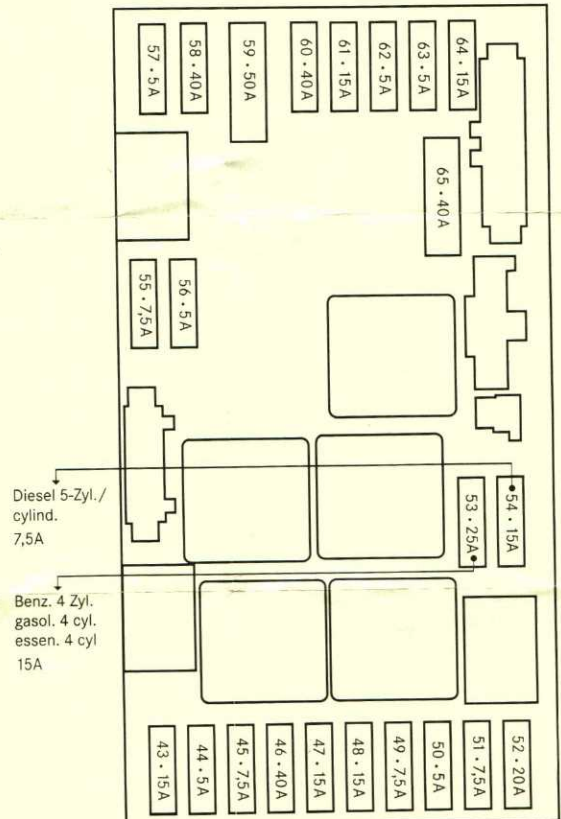 57 • 5A
58 • 40A
59 • 50A
60 • 40A
61 • 15A
62 • 5A
63 • 5A
64 • 15A
65 • 40A
55 • 7,5A
56 • 5A
Diesel 5-Zyl./
cylind.
7,5A
53 • 25A
54 • 15A
Benz. 4 Zyl.
gasol. 4 cyl.
essen. 4 cyl
15A
43 • 15A
44 • 5A
45 • 7,5A
46 • 40A
47 • 15A
48 • 15A
49 • 7,5A
50 • 5A
51 • 7,5A
52 • 20A